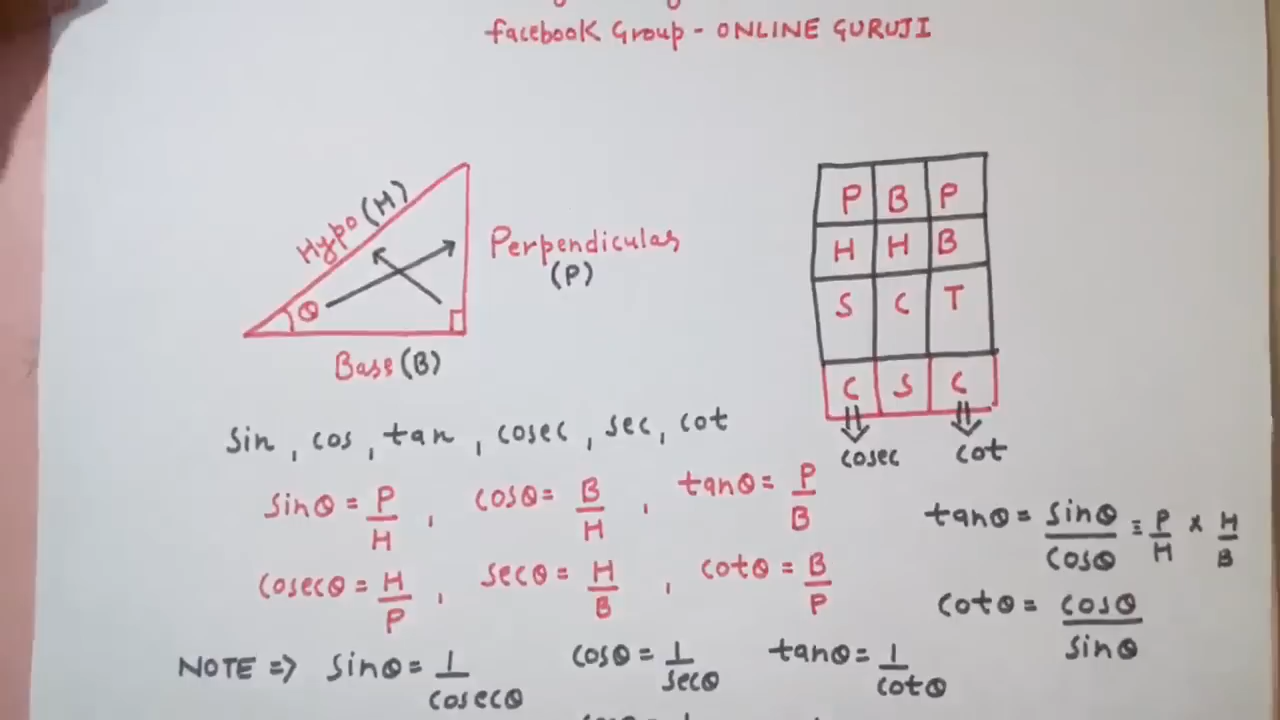 facebook Group - ONLINE GURUJI
Hypo (H)
Perpendicular
(P)
θ
Base (B)
P B P
H H B
S C T
C S C
cosec cot
Sin, cos, tan, cosec, sec, cot
sinθ = P/H , cosθ = B/H , tanθ = P/B
cosecθ = H/P , secθ = H/B , cotθ = B/P
tanθ = sinθ/cosθ = P/H × H/B
cotθ = cosθ/sinθ
NOTE => sinθ = 1/cosecθ cosθ = 1/secθ tanθ = 1/cotθ